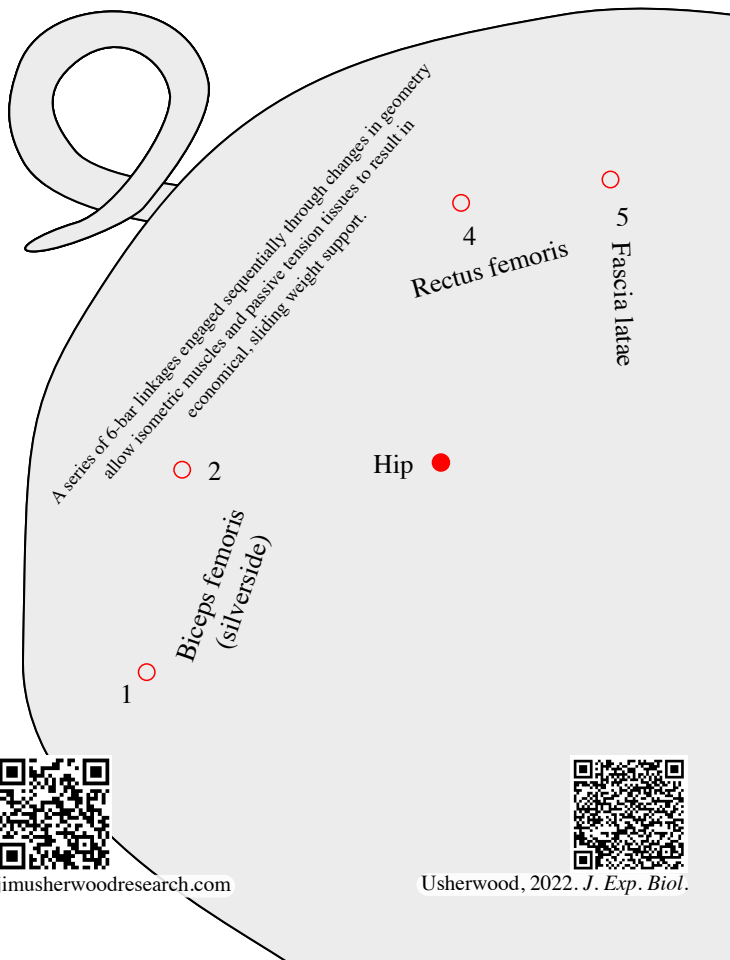 A series of 6-bar linkages engaged sequentially through changes in geometry
allow isometric muscles and passive tension tissues to result in
economical, sliding weight support.
5
4
Rectus femoris
Fascia latae
2
Hip
Biceps femoris
(silverside)
1
jimusherwoodresearch.com
Usherwood, 2022. J. Exp. Biol.